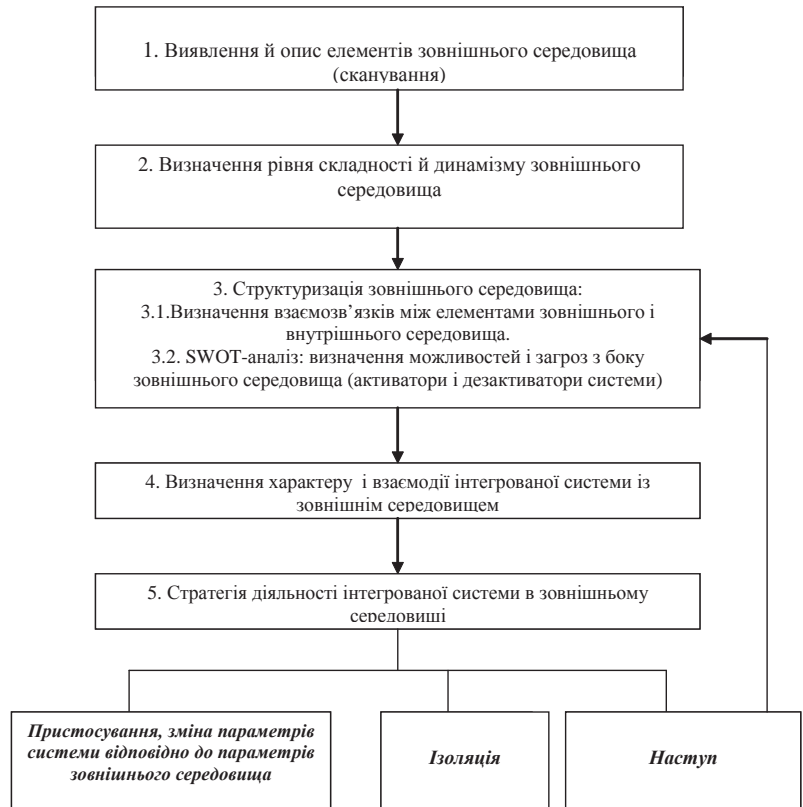 1. Виявлення й опис елементів зовнішнього середовища
(сканування)
2. Визначення рівня складності й динамізму зовнішнього
середовища
3. Структуризація зовнішнього середовища:
3.1.Визначення взаємозв’язків між елементами зовнішнього і
внутрішнього середовища.
3.2. SWOT-аналіз: визначення можливостей і загроз з боку
зовнішнього середовища (активатори і дезактиватори системи)
4. Визначення характеру і взаємодії інтегрованої системи із
зовнішнім середовищем
5. Стратегія діяльності інтегрованої системи в зовнішньому
середовищі
Пристосування, зміна параметрів
системи відповідно до параметрів
зовнішнього середовища
Ізоляція
Наступ